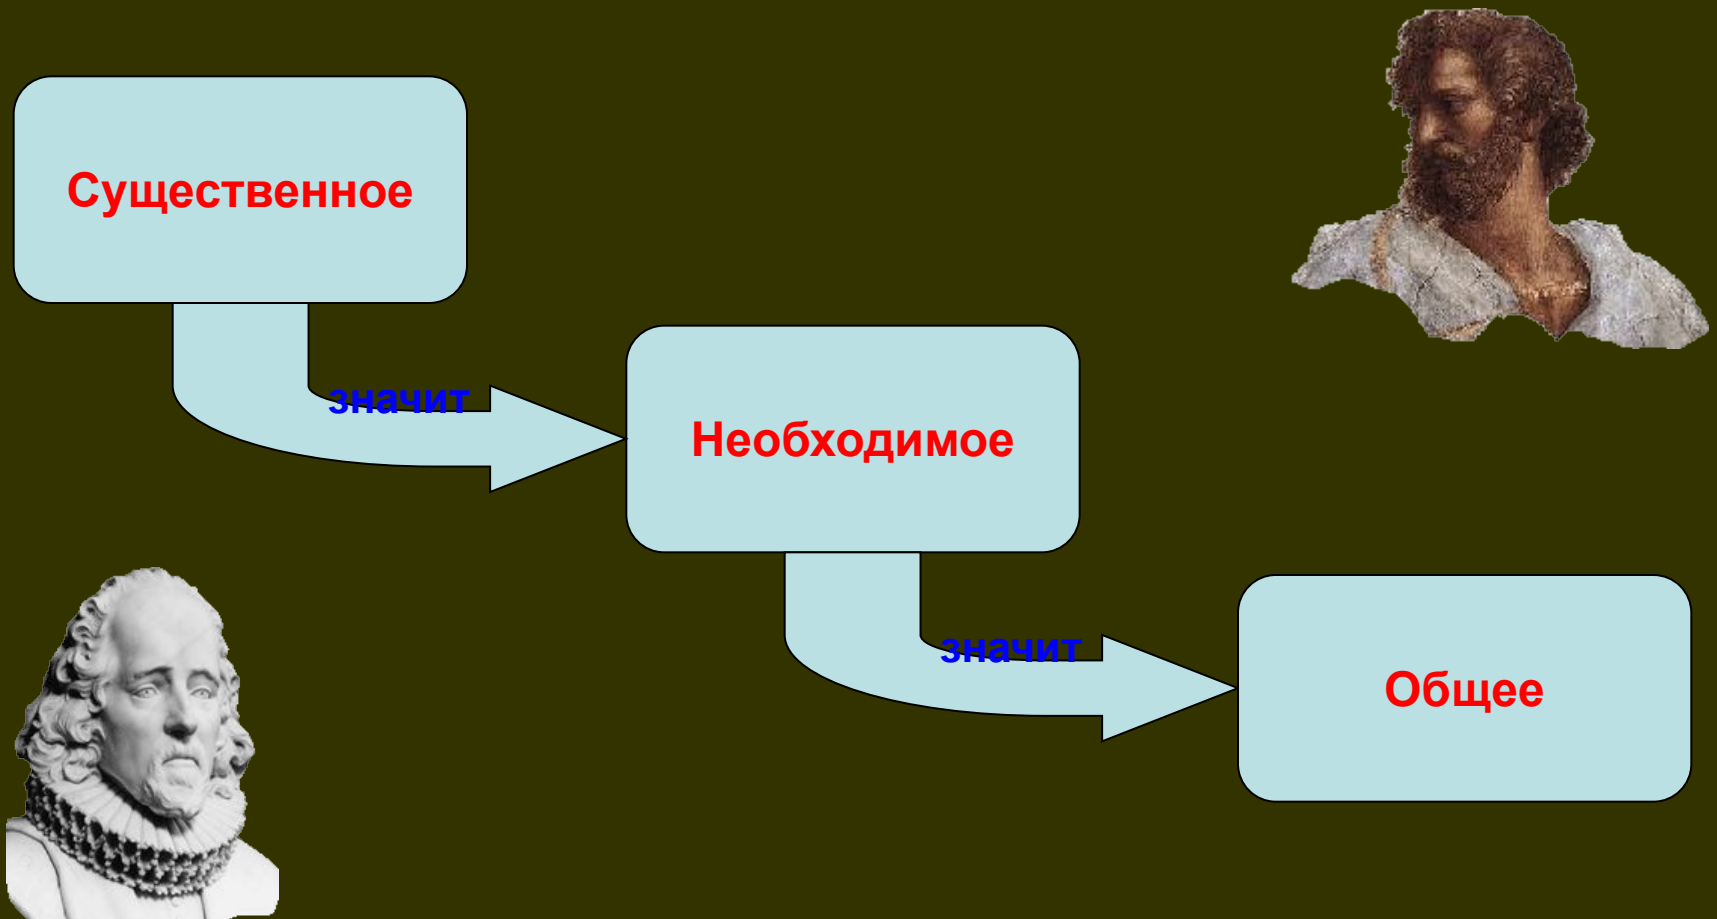 Существенное
значит
Необходимое
значит
Общее